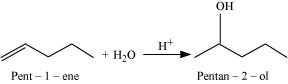 OH
+ H₂O
H⁺
Pent – 1 – ene
Pentan – 2 – ol